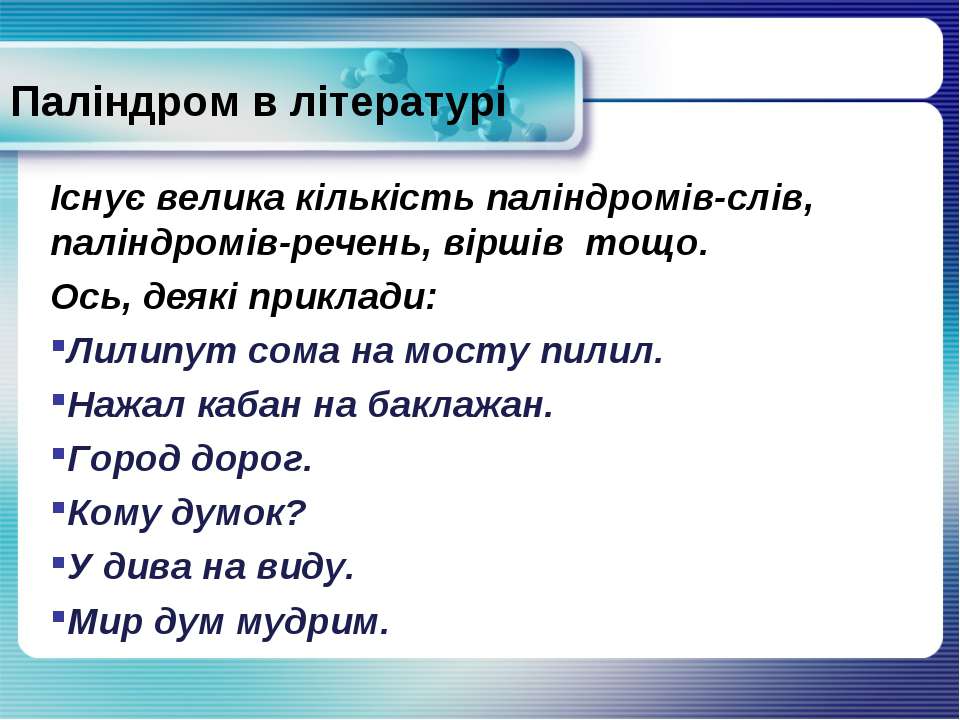 Паліндром в літературі
Існує велика кількість паліндромів-слів,
паліндромів-речень, віршів  тощо.
Ось, деякі приклади:
▪Лилипут сома на мосту пилил.
▪Нажал кабан на баклажан.
▪Город дорог.
▪Кому думок?
▪У дива на виду.
▪Мир дум мудрим.